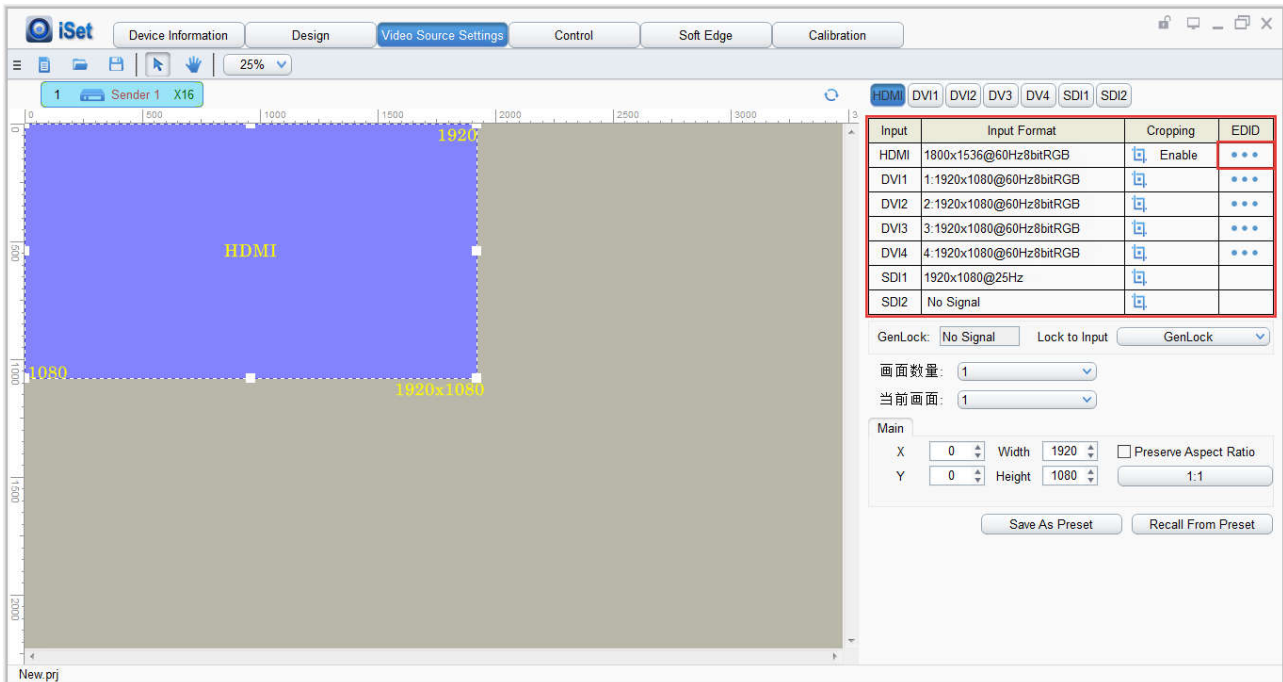 iSet Device Information Design Video Source Settings Control Soft Edge Calibration
25%
1 Sender 1 X16 HDMI DVI1 DVI2 DV3 DV4 SDI1 SDI2
0 500 1000 1500 2000 2500 3000 3
0 500 1000 1500 2000
1920
HDMI
1080
1920x1080
Input Input Format Cropping EDID
HDMI 1800x1536@60Hz8bitRGB Enable
DVI1 1:1920x1080@60Hz8bitRGB
DVI2 2:1920x1080@60Hz8bitRGB
DVI3 3:1920x1080@60Hz8bitRGB
DVI4 4:1920x1080@60Hz8bitRGB
SDI1 1920x1080@25Hz
SDI2 No Signal
GenLock: No Signal Lock to Input GenLock
画面数量: 1
当前画面: 1
Main
X 0 Width 1920 Preserve Aspect Ratio
Y 0 Height 1080 1:1
Save As Preset Recall From Preset
New.prj